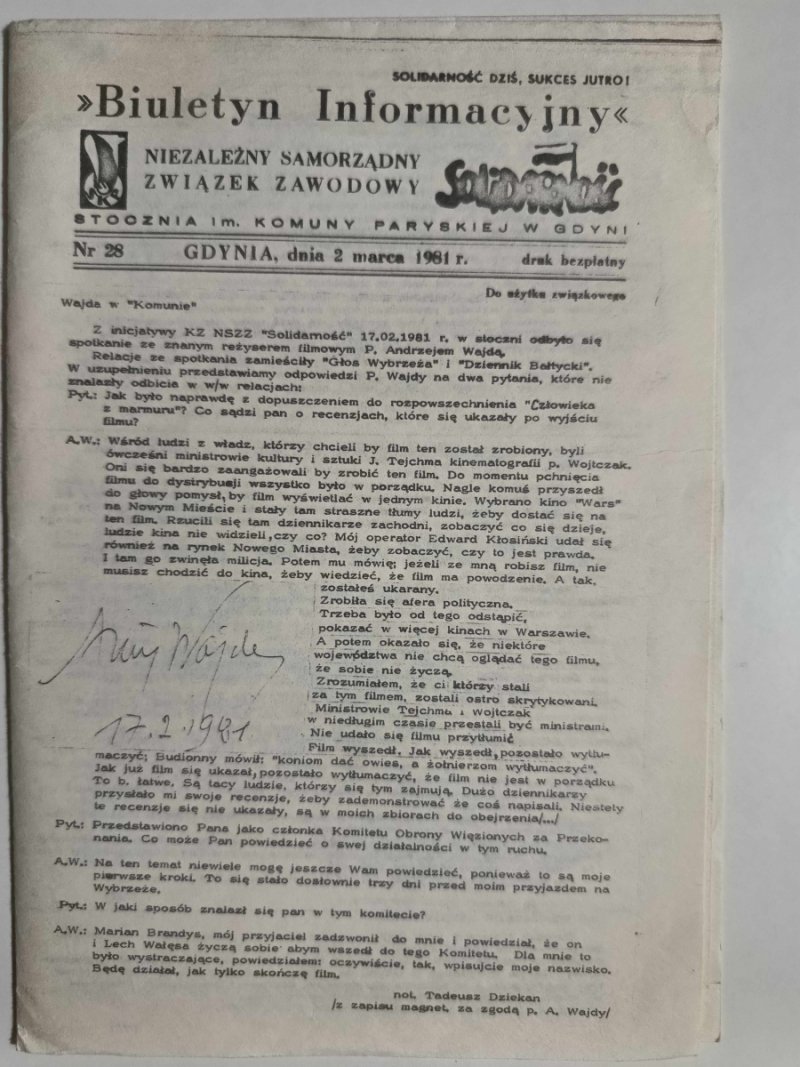 SOLIDARNOŚĆ DZIŚ, SUKCES JUTRO!
»Biuletyn Informacyjny«
NIEZALEŻNY SAMORZĄDNY
ZWIĄZEK ZAWODOWY
Solidarność
STOCZNIA im. KOMUNY PARYSKIEJ W GDYNI
Nr 28 GDYNIA, dnia 2 marca 1981 r. druk bezpłatny
Do użytku związkowego
Wajda w "Komunie"
Z inicjatywy KZ NSZZ "Solidarność" 17.02.1981 r. w stoczni odbyło się
spotkanie ze znanym reżyserem filmowym P. Andrzejem Wajdą.
Relacje ze spotkania zamieściły "Głos Wybrzeża" i "Dziennik Bałtycki".
W uzupełnieniu przedstawiamy odpowiedzi P. Wajdy na dwa pytania, które nie
znalazły odbicia w w/w relacjach:
Pyt.: Jak było naprawdę z dopuszczeniem do rozpowszechnienia "Człowieka
z marmuru"? Co sądzi pan o recenzjach, które się ukazały po wyjściu
filmu?
A.W.: Wśród ludzi z władz, którzy chcieli by film ten został zrobiony, byli
ówcześni ministrowie kultury i sztuki J. Tejchma kinematografii p. Wojtczak.
Oni się bardzo zaangażowali by zrobić ten film. Do momentu pchnięcia
filmu do dystrybucji wszystko było w porządku. Nagle komuś przyszedł
do głowy pomysł, by film wyświetlać w jednym kinie. Wybrano kino "Wars"
na Nowym Mieście i stały tam straszne tłumy ludzi, żeby dostać się na
ten film. Rzucili się tam dziennikarze zachodni, zobaczyć co się dzieje,
ludzie kina nie widzieli, czy co? Mój operator Edward Kłosiński udał się
również na rynek Nowego Miasta, żeby zobaczyć, czy to jest prawda.
I tam go zwinęła milicja. Potem mu mówię: jeżeli ze mną robisz film, nie
musisz chodzić do kina, żeby wiedzieć, że film ma powodzenie. A tak,
zostałeś ukarany.
Zrobiła się afera polityczna.
Trzeba było od tego odstąpić,
pokazać w więcej kinach w Warszawie.
A potem okazało się, że niektóre
województwa nie chcą oglądać tego filmu,
że sobie nie życzą.
Zrozumiałem, że ci którzy stali
za tym filmem, zostali ostro skrytykowani.
Ministrowie Tejchma i Wojtczak
w niedługim czasie przestali być ministrami.
Nie udało się filmu przytłumić
Andrzej Wajda
17.2.1981
Film wyszedł. Jak wyszedł, pozostało wytłu-
maczyć; Budionny mówił: "koniom dać owies, a żołnierzom wytłumaczyć".
Jak już film się ukazał, pozostało wytłumaczyć, że film nie jest w porządku
To b. łatwe. Są tacy ludzie, którzy się tym zajmują. Dużo dziennikarzy
przysłało mi swoje recenzje, żeby zademonstrować że coś napisali. Niestety
te recenzje się nie ukazały, są w moich zbiorach do obejrzenia/.../
Pyt.: Przedstawiono Pana jako członka Komitetu Obrony Więzionych za Przeko-
nania. Co może Pan powiedzieć o swej działalności w tym ruchu.
A.W.: Na ten temat niewiele mogę jeszcze Wam powiedzieć, ponieważ to są moje
pierwsze kroki. To się stało dosłownie trzy dni przed moim przyjazdem na
Wybrzeże.
Pyt.: W jaki sposób znalazł się pan w tym komitecie?
A.W.: Marian Brandys, mój przyjaciel zadzwonił do mnie i powiedział, że on
i Lech Wałęsa życzą sobie abym wszedł do tego Komitetu. Dla mnie to
było wystraczające, powiedziałem: oczywiście, tak, wpisujcie moje nazwisko.
Będę działał, jak tylko skończę film.
not. Tadeusz Dziekan
/z zapisu magnet. za zgodą p. A. Wajdy/